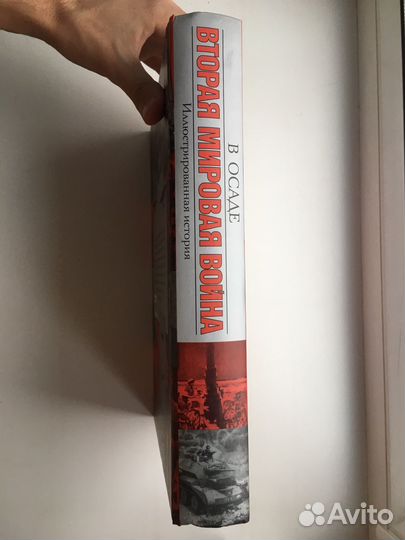 В ОСАДЕ
ВТОРАЯ МИРОВАЯ ВОЙНА
Иллюстрированная история
Avito